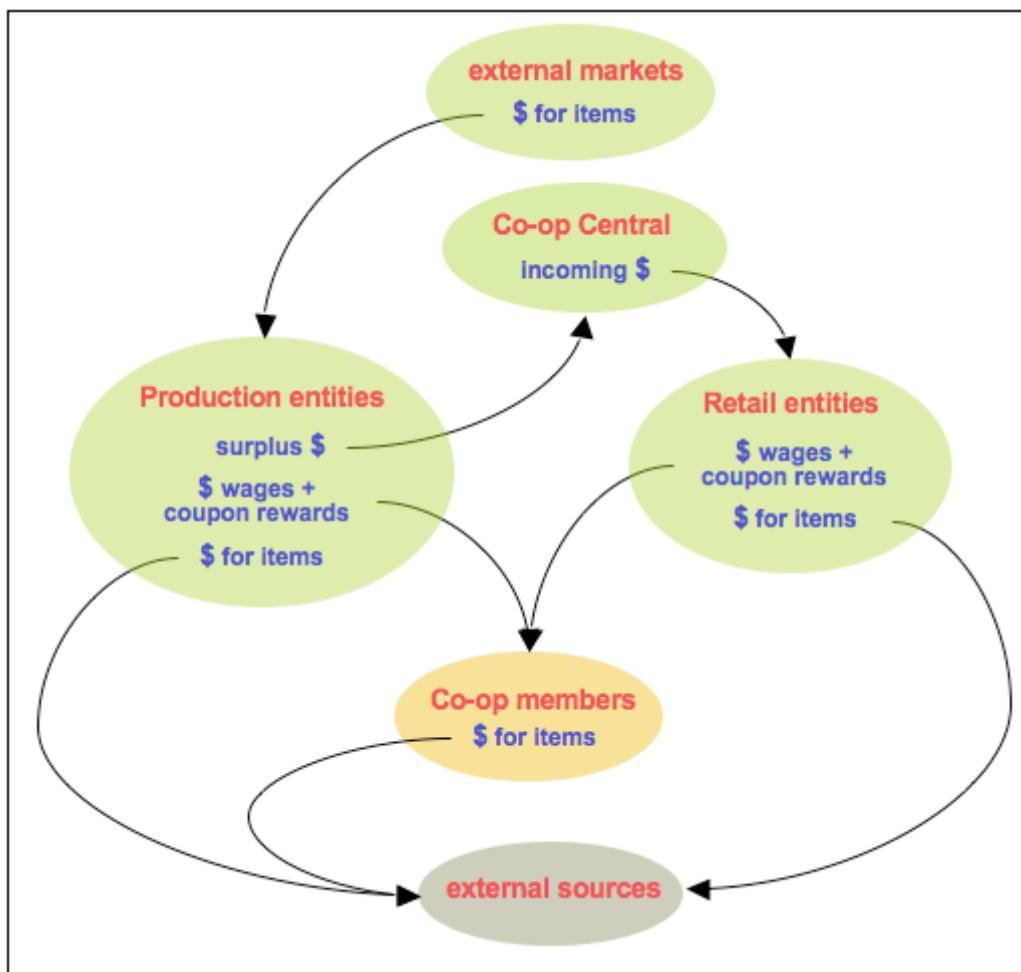 external markets
$ for items
Co-op Central
incoming $
Production entities
surplus $
$ wages +
coupon rewards
$ for items
Retail entities
$ wages +
coupon rewards
$ for items
Co-op members
$ for items
external sources